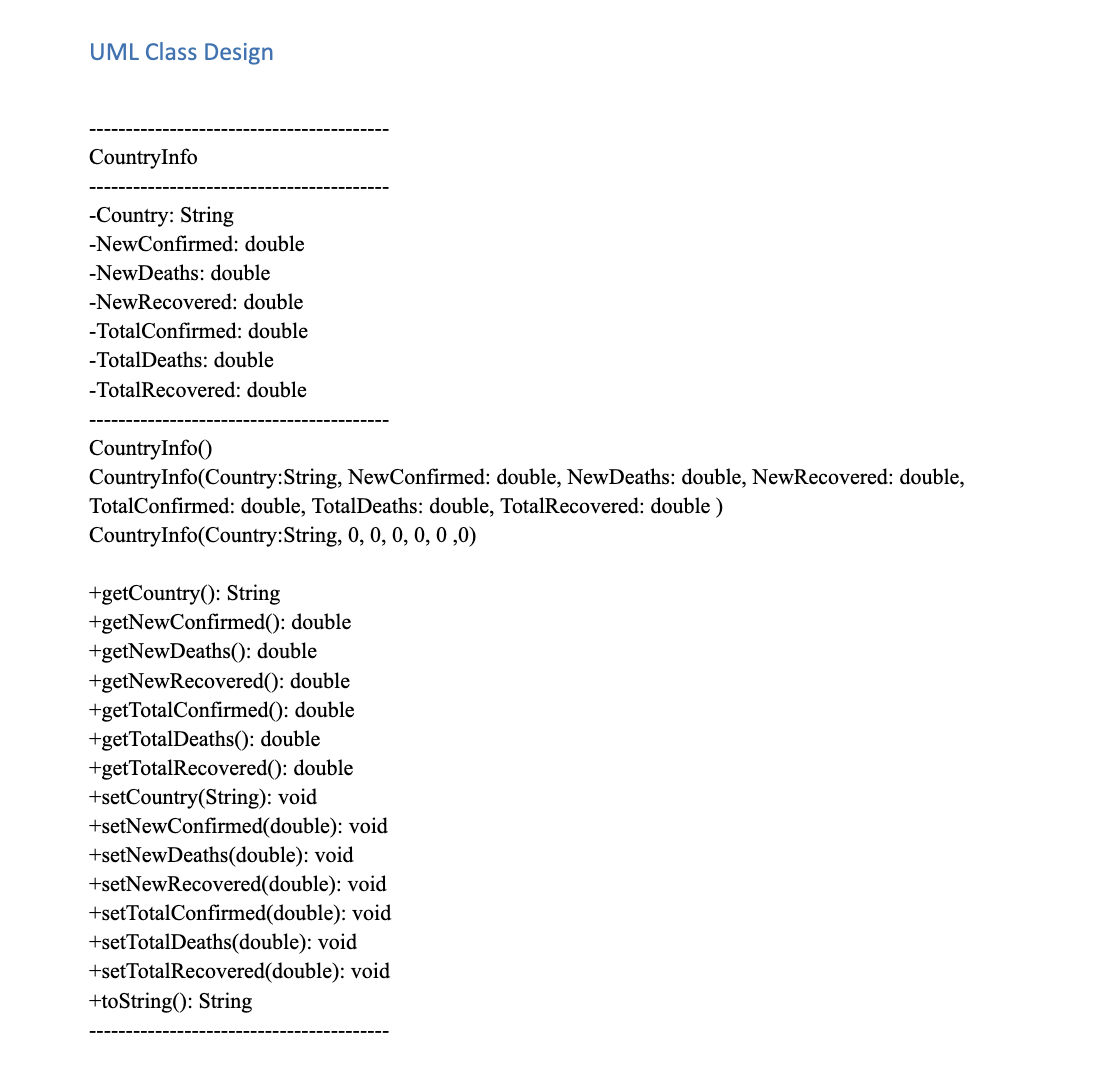 UML Class Design
-----------------------------------------
CountryInfo
-----------------------------------------
-Country: String
-NewConfirmed: double
-NewDeaths: double
-NewRecovered: double
-TotalConfirmed: double
-TotalDeaths: double
-TotalRecovered: double
-----------------------------------------
CountryInfo()
CountryInfo(Country:String, NewConfirmed: double, NewDeaths: double, NewRecovered: double,
TotalConfirmed: double, TotalDeaths: double, TotalRecovered: double )
CountryInfo(Country:String, 0, 0, 0, 0, 0 ,0)
+getCountry(): String
+getNewConfirmed(): double
+getNewDeaths(): double
+getNewRecovered(): double
+getTotalConfirmed(): double
+getTotalDeaths(): double
+getTotalRecovered(): double
+setCountry(String): void
+setNewConfirmed(double): void
+setNewDeaths(double): void
+setNewRecovered(double): void
+setTotalConfirmed(double): void
+setTotalDeaths(double): void
+setTotalRecovered(double): void
+toString(): String
-----------------------------------------